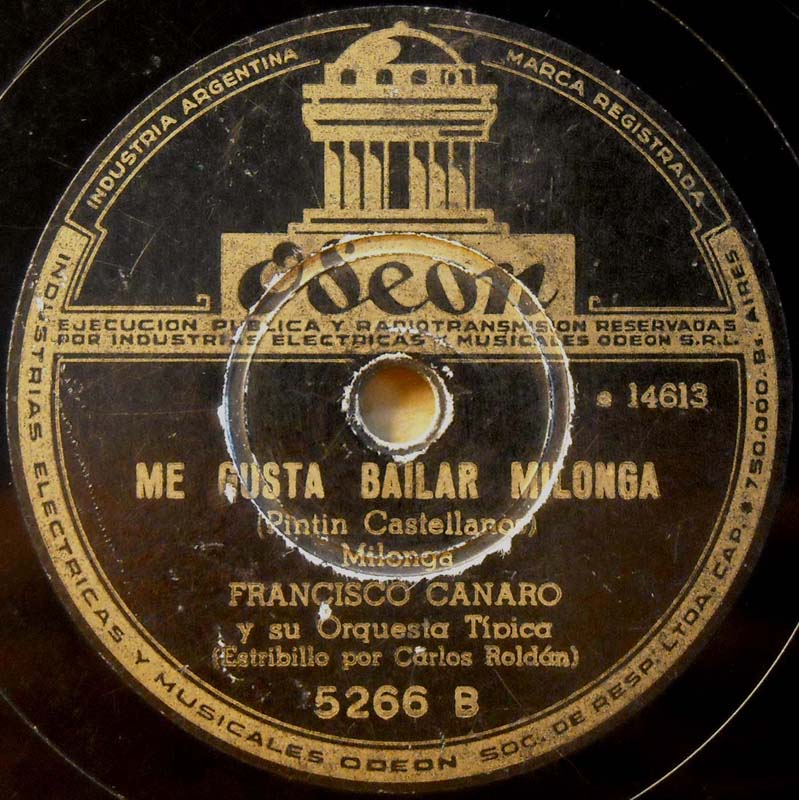 INDUSTRIA ARGENTINA
MARCA REGISTRADA
Odeon
EJECUCION PUBLICA Y RADIOTRANSMISION RESERVADAS
POR INDUSTRIAS ELECTRICAS Y MUSICALES ODEON S.R.L.
e 14613
ME GUSTA BAILAR MILONGA
(Pintin Castellanos)
Milonga
FRANCISCO CANARO
y su Orquesta Típica
(Estribillo por Carlos Roldán)
5266 B
INDUSTRIAS ELECTRICAS Y MUSICALES ODEON SOC. DE RESP. LTDA. CAP. $ 750.000. Bs. AIRES